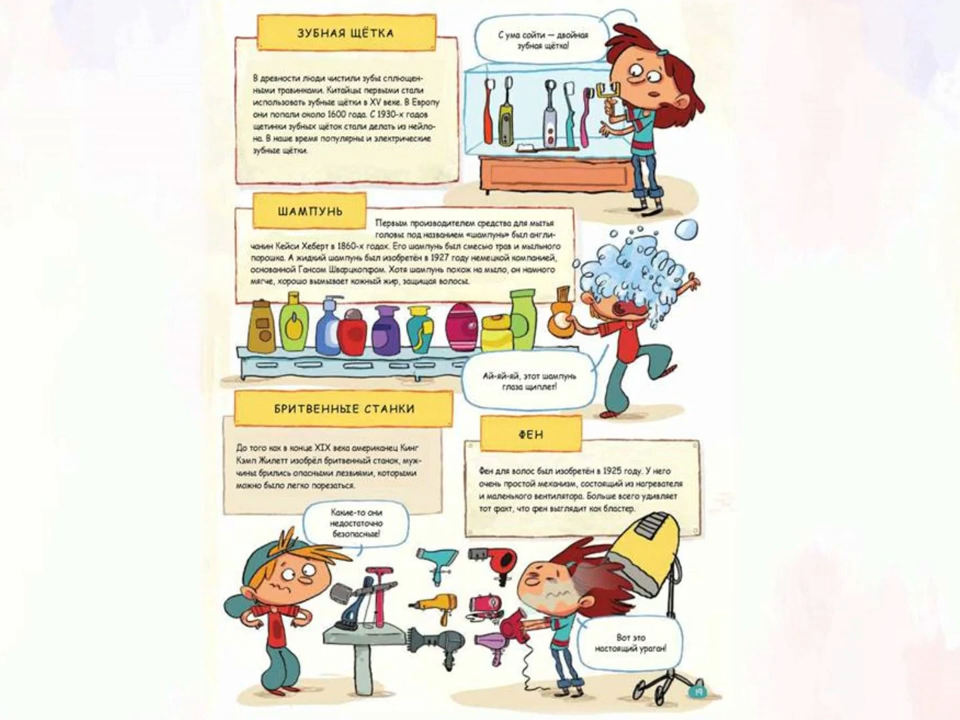 ЗУБНАЯ ЩЁТКА
В древности люди чистили зубы сплющен-
ными травинками. Китайцы первыми стали
использовать зубные щётки в XV веке. В Европу
они попали около 1600 года. С 1930-х годов
щетинки зубных щёток стали делать из нейло-
на. В наше время популярны и электрические
зубные щётки.
С ума сойти — двойная
зубная щётка!
ШАМПУНЬ
Первым производителем средства для мытья
головы под названием «шампунь» был англи-
чанин Кейси Хеберт в 1860-х годах. Его шампунь был смесью трав и мыльного
порошка. А жидкий шампунь был изобретён в 1927 году немецкой компанией,
основанной Гансом Шварцкопфом. Хотя шампунь похож на мыло, он намного
мягче, хорошо вымывает кожный жир, защищая волосы.
Ай-яй-яй, этот шампунь
глаза щиплет!
БРИТВЕННЫЕ СТАНКИ
До того как в конце XIX века американец Кинг
Кэмп Жилетт изобрёл бритвенный станок, муж-
чины брились опасными лезвиями, которыми
можно было легко порезаться.
Какие-то они
недостаточно
безопасные!
ФЕН
Фен для волос был изобретён в 1925 году. У него
очень простой механизм, состоящий из нагревателя
и маленького вентилятора. Больше всего удивляет
тот факт, что фен выглядит как бластер.
Вот это
настоящий ураган!
19